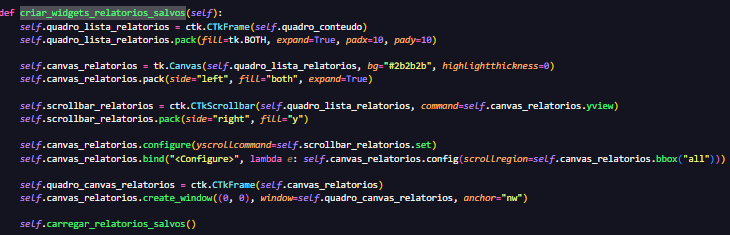 def criar_widgets_relatorios_salvos(self):
    self.quadro_lista_relatorios = ctk.CTkFrame(self.quadro_conteudo)
    self.quadro_lista_relatorios.pack(fill=tk.BOTH, expand=True, padx=10, pady=10)

    self.canvas_relatorios = tk.Canvas(self.quadro_lista_relatorios, bg="#2b2b2b", highlightthickness=0)
    self.canvas_relatorios.pack(side="left", fill="both", expand=True)

    self.scrollbar_relatorios = ctk.CTkScrollbar(self.quadro_lista_relatorios, command=self.canvas_relatorios.yview)
    self.scrollbar_relatorios.pack(side="right", fill="y")

    self.canvas_relatorios.configure(yscrollcommand=self.scrollbar_relatorios.set)
    self.canvas_relatorios.bind("<Configure>", lambda e: self.canvas_relatorios.config(scrollregion=self.canvas_relatorios.bbox("all")))

    self.quadro_canvas_relatorios = ctk.CTkFrame(self.canvas_relatorios)
    self.canvas_relatorios.create_window((0, 0), window=self.quadro_canvas_relatorios, anchor="nw")

    self.carregar_relatorios_salvos()